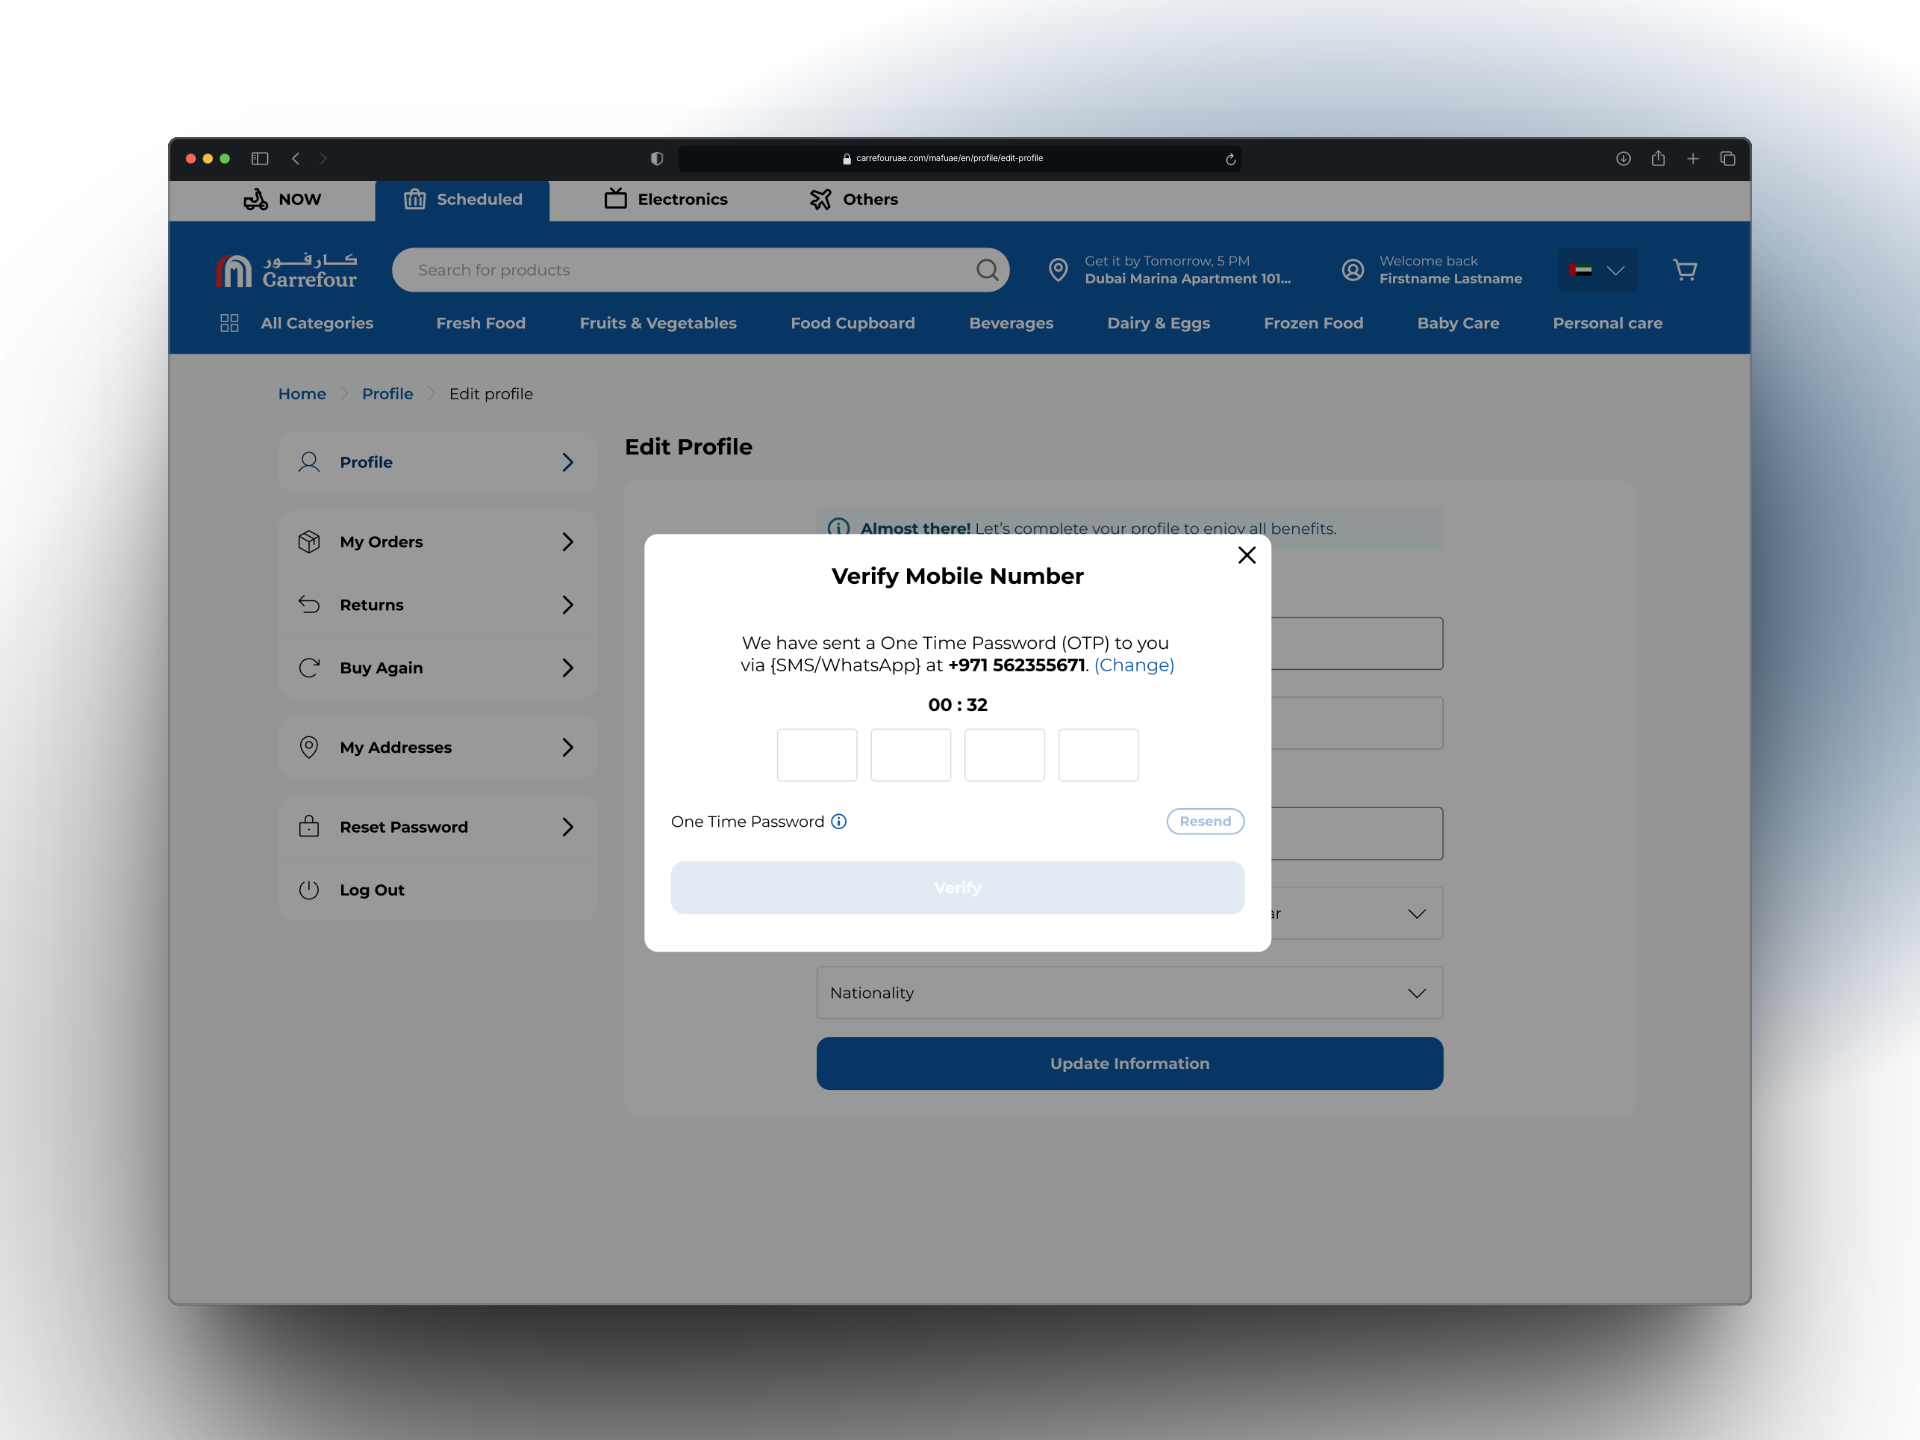 carrefouruae.com/mafuae/en/profile/edit-profile
NOW
Scheduled
Electronics
Others
كارفور
Carrefour
Search for products
Get it by Tomorrow, 5 PM
Dubai Marina Apartment 101...
Welcome back
Firstname Lastname
All Categories
Fresh Food
Fruits & Vegetables
Food Cupboard
Beverages
Dairy & Eggs
Frozen Food
Baby Care
Personal care
Home
Profile
Edit profile
Profile
My Orders
Returns
Buy Again
My Addresses
Reset Password
Log Out
Edit Profile
Almost there! Let's complete your profile to enjoy all benefits.
Verify Mobile Number
We have sent a One Time Password (OTP) to you
via {SMS/WhatsApp} at +971 562355671. (Change)
00 : 32
One Time Password
Resend
Verify
Nationality
Update Information